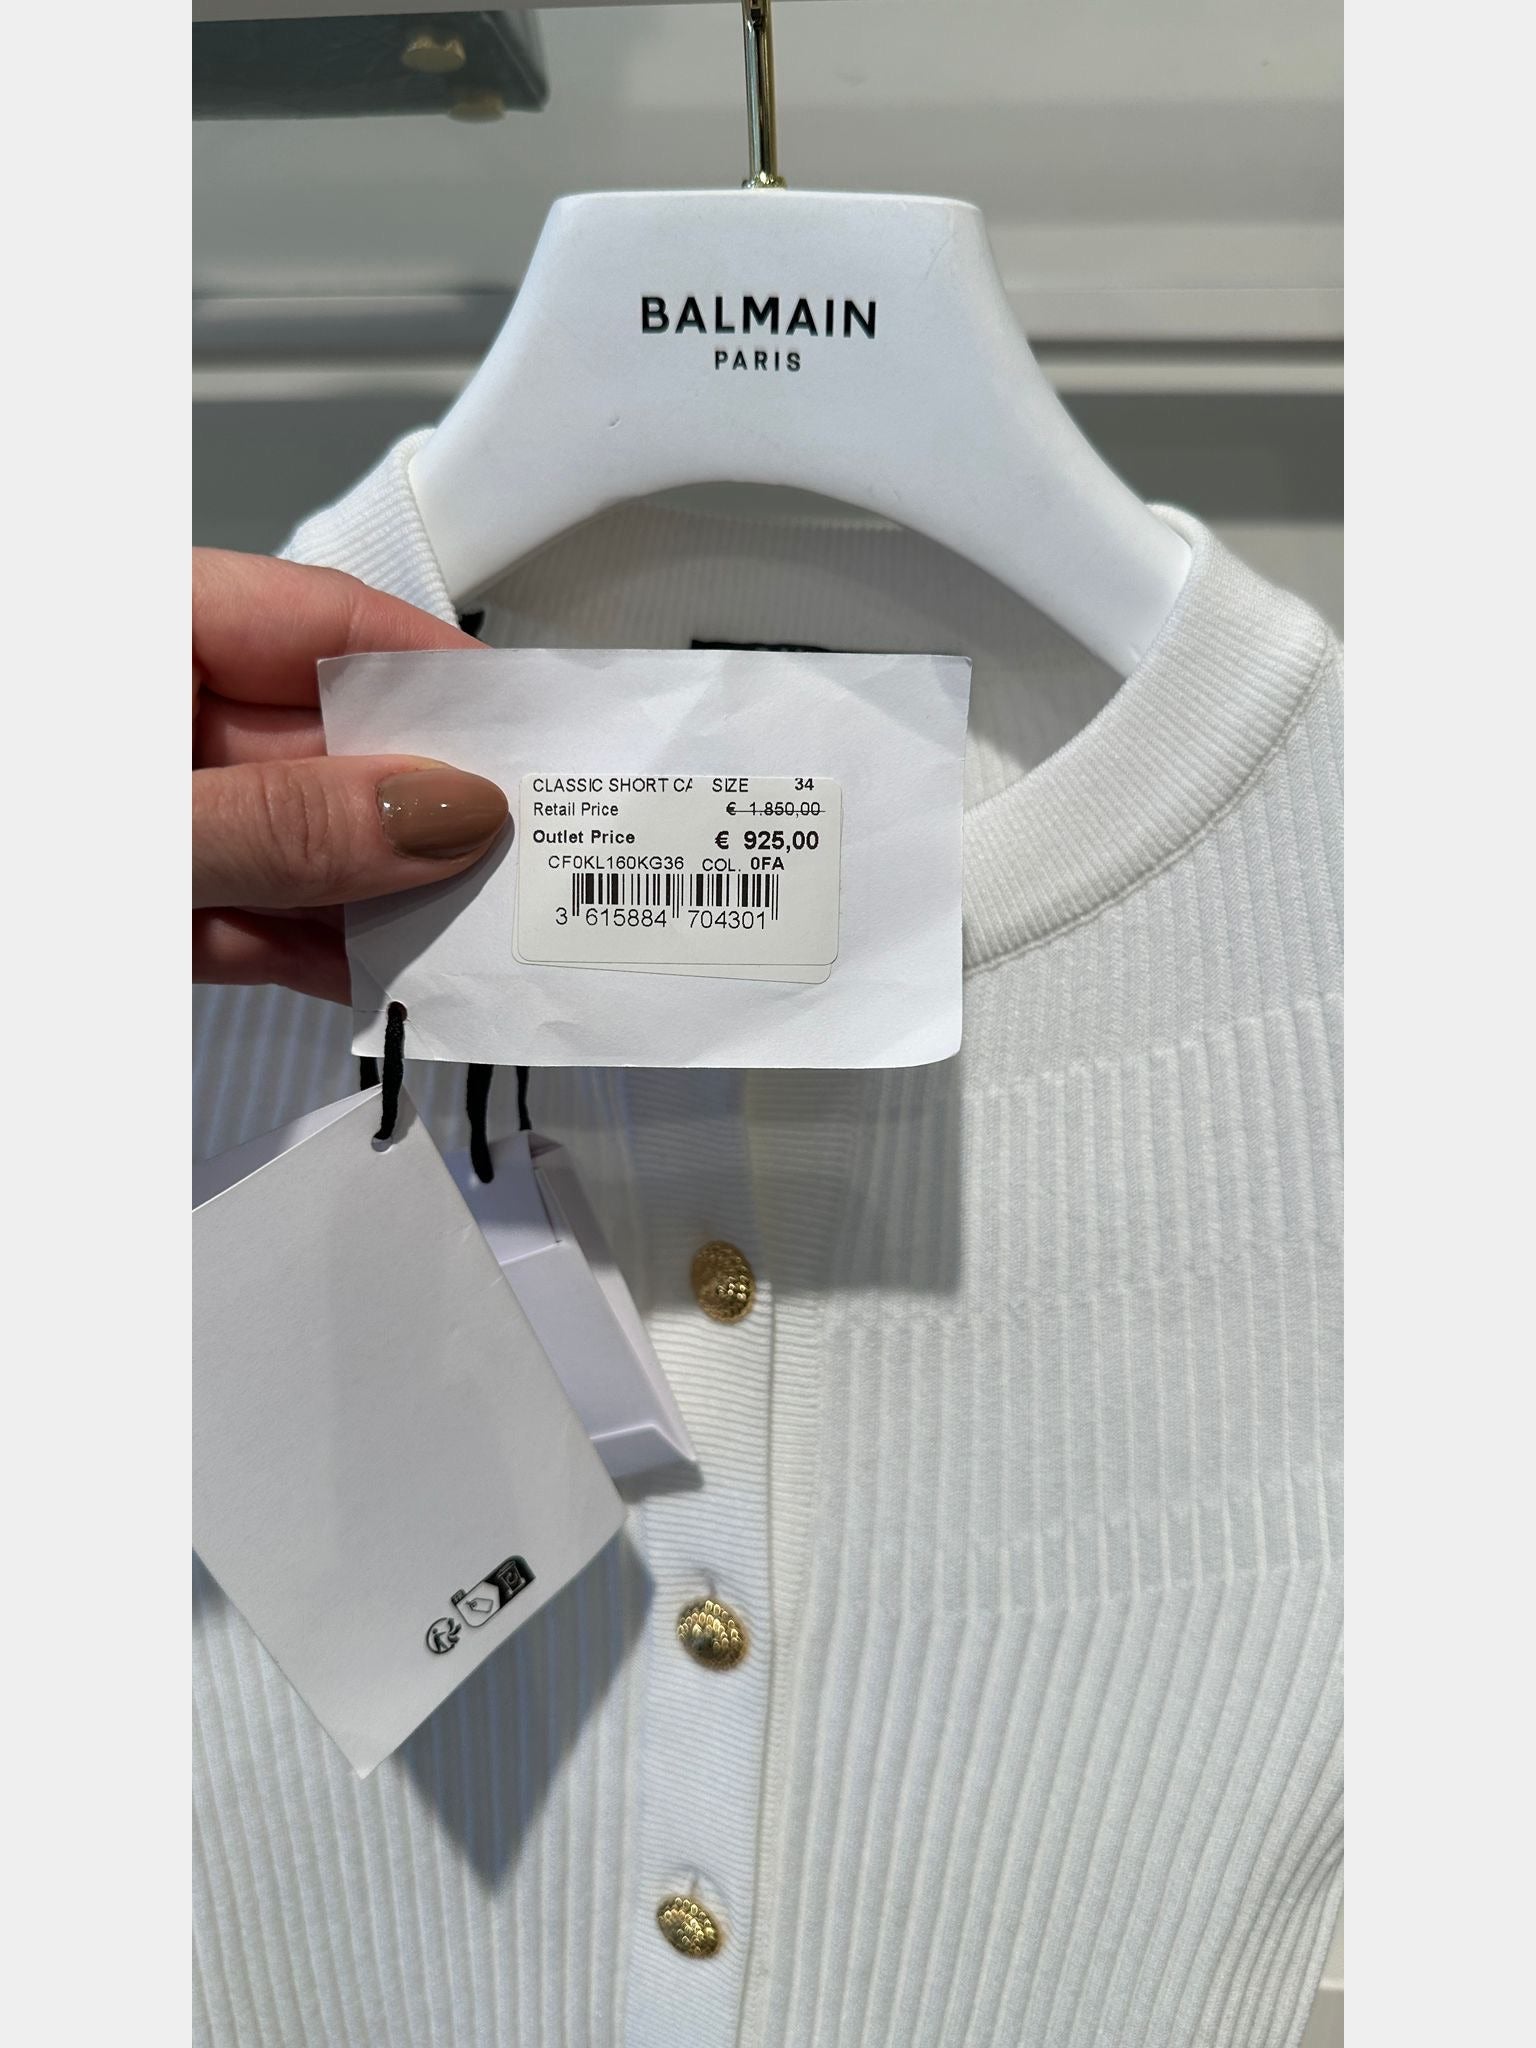 BALMAIN
PARIS
CLASSIC SHORT CA SIZE 34
Retail Price € 1.850,00
Outlet Price € 925,00
CF0KL160KG36 COL. 0FA
3 615884 704301